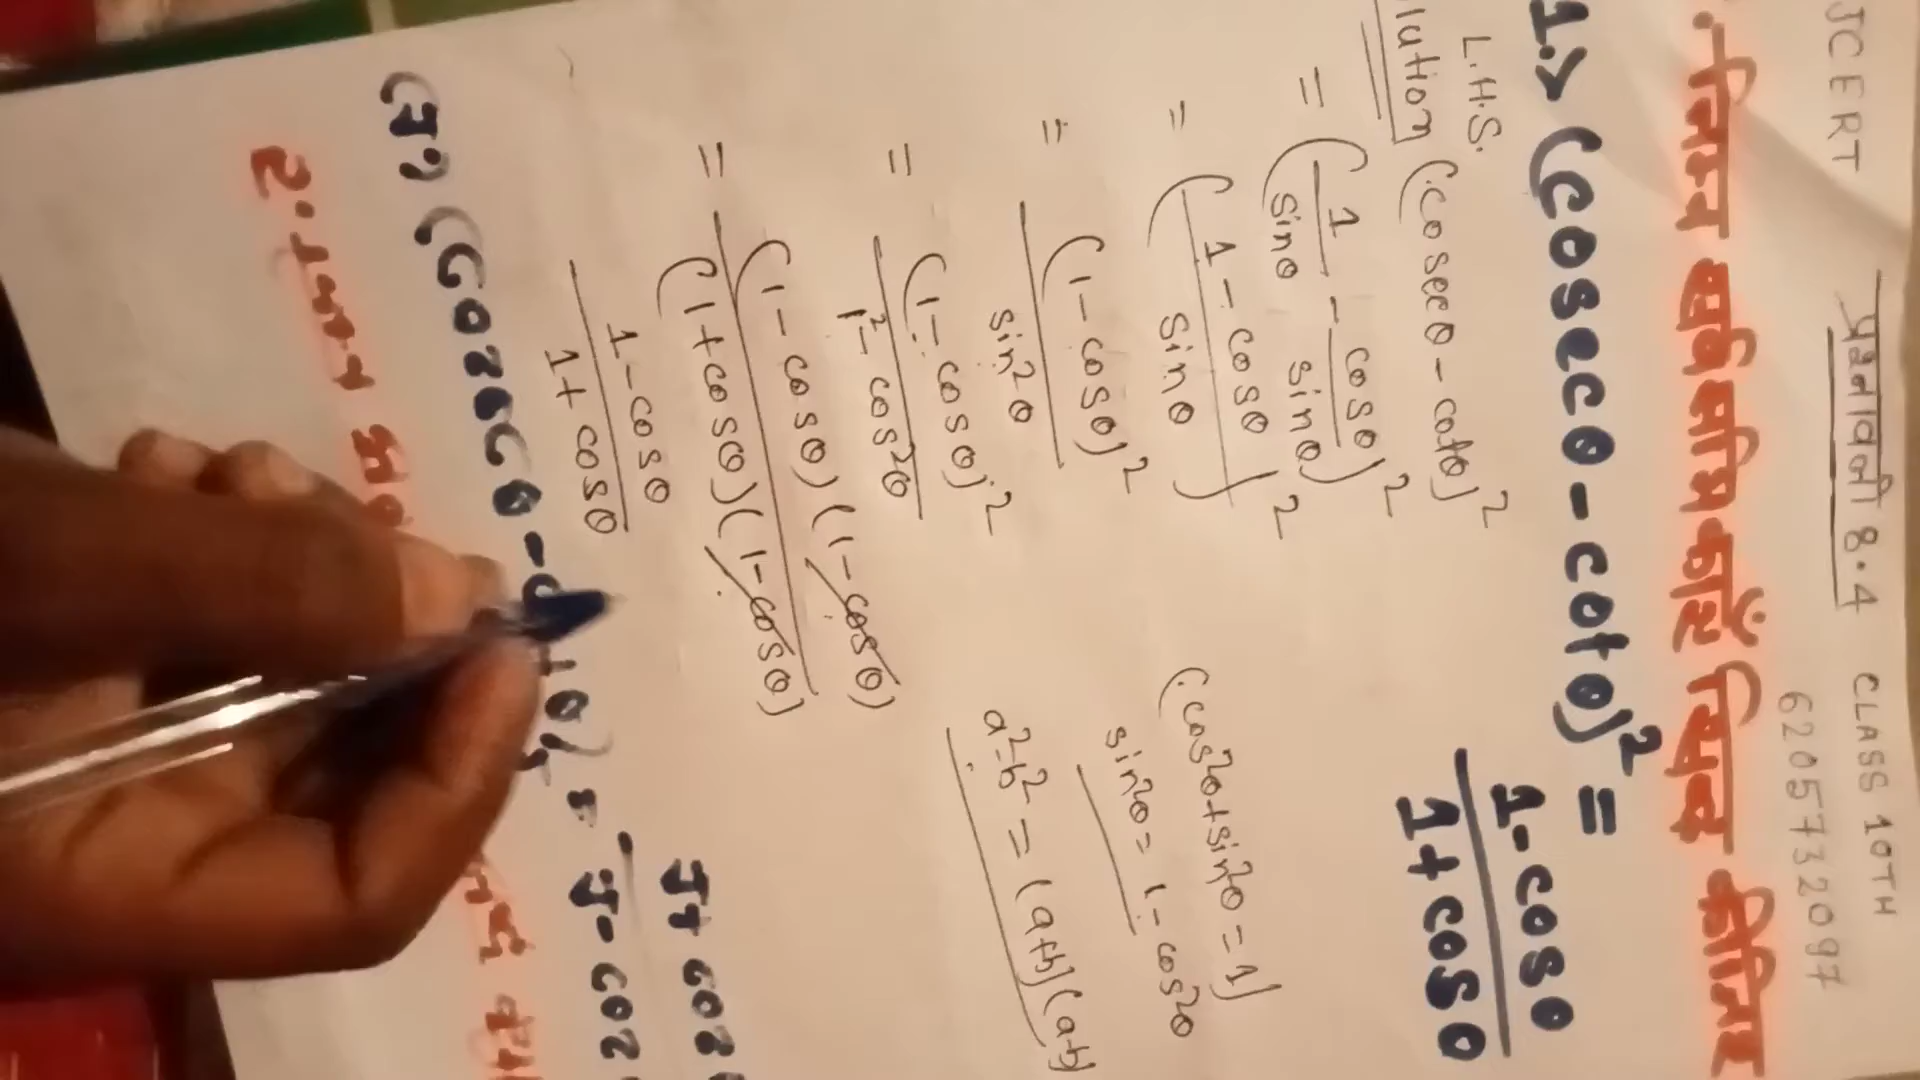 JCERT प्रश्नावली 8.4 CLASS 10TH
6205732097
निम्न सर्वसमिकाएँ सिद्ध कीजिए
1.> (cosecθ - cotθ)² = 1-cosθ / 1+cosθ
L.H.S.
lution (cosecθ - cotθ)²
= (1/sinθ - cosθ/sinθ)²
= (1 - cosθ / sinθ)²
= (1 - cosθ)² / sin²θ
(cos²θ+sin²θ = 1)
sin²θ = 1 - cos²θ
= (1 - cosθ)² / 1² - cos²θ
a²-b² = (a+b)(a-b)
= (1 - cosθ)(1 - cosθ) / (1+cosθ)(1-cosθ)
1-cosθ / 1+cosθ